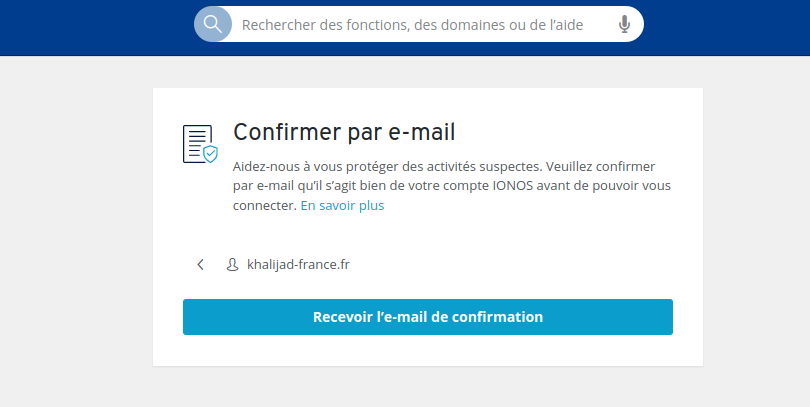 Rechercher des fonctions, des domaines ou de l’aide
Confirmer par e-mail
Aidez-nous à vous protéger des activités suspectes. Veuillez confirmer
par e-mail qu’il s’agit bien de votre compte IONOS avant de pouvoir vous
connecter. En savoir plus
khalijad-france.fr
Recevoir l’e-mail de confirmation